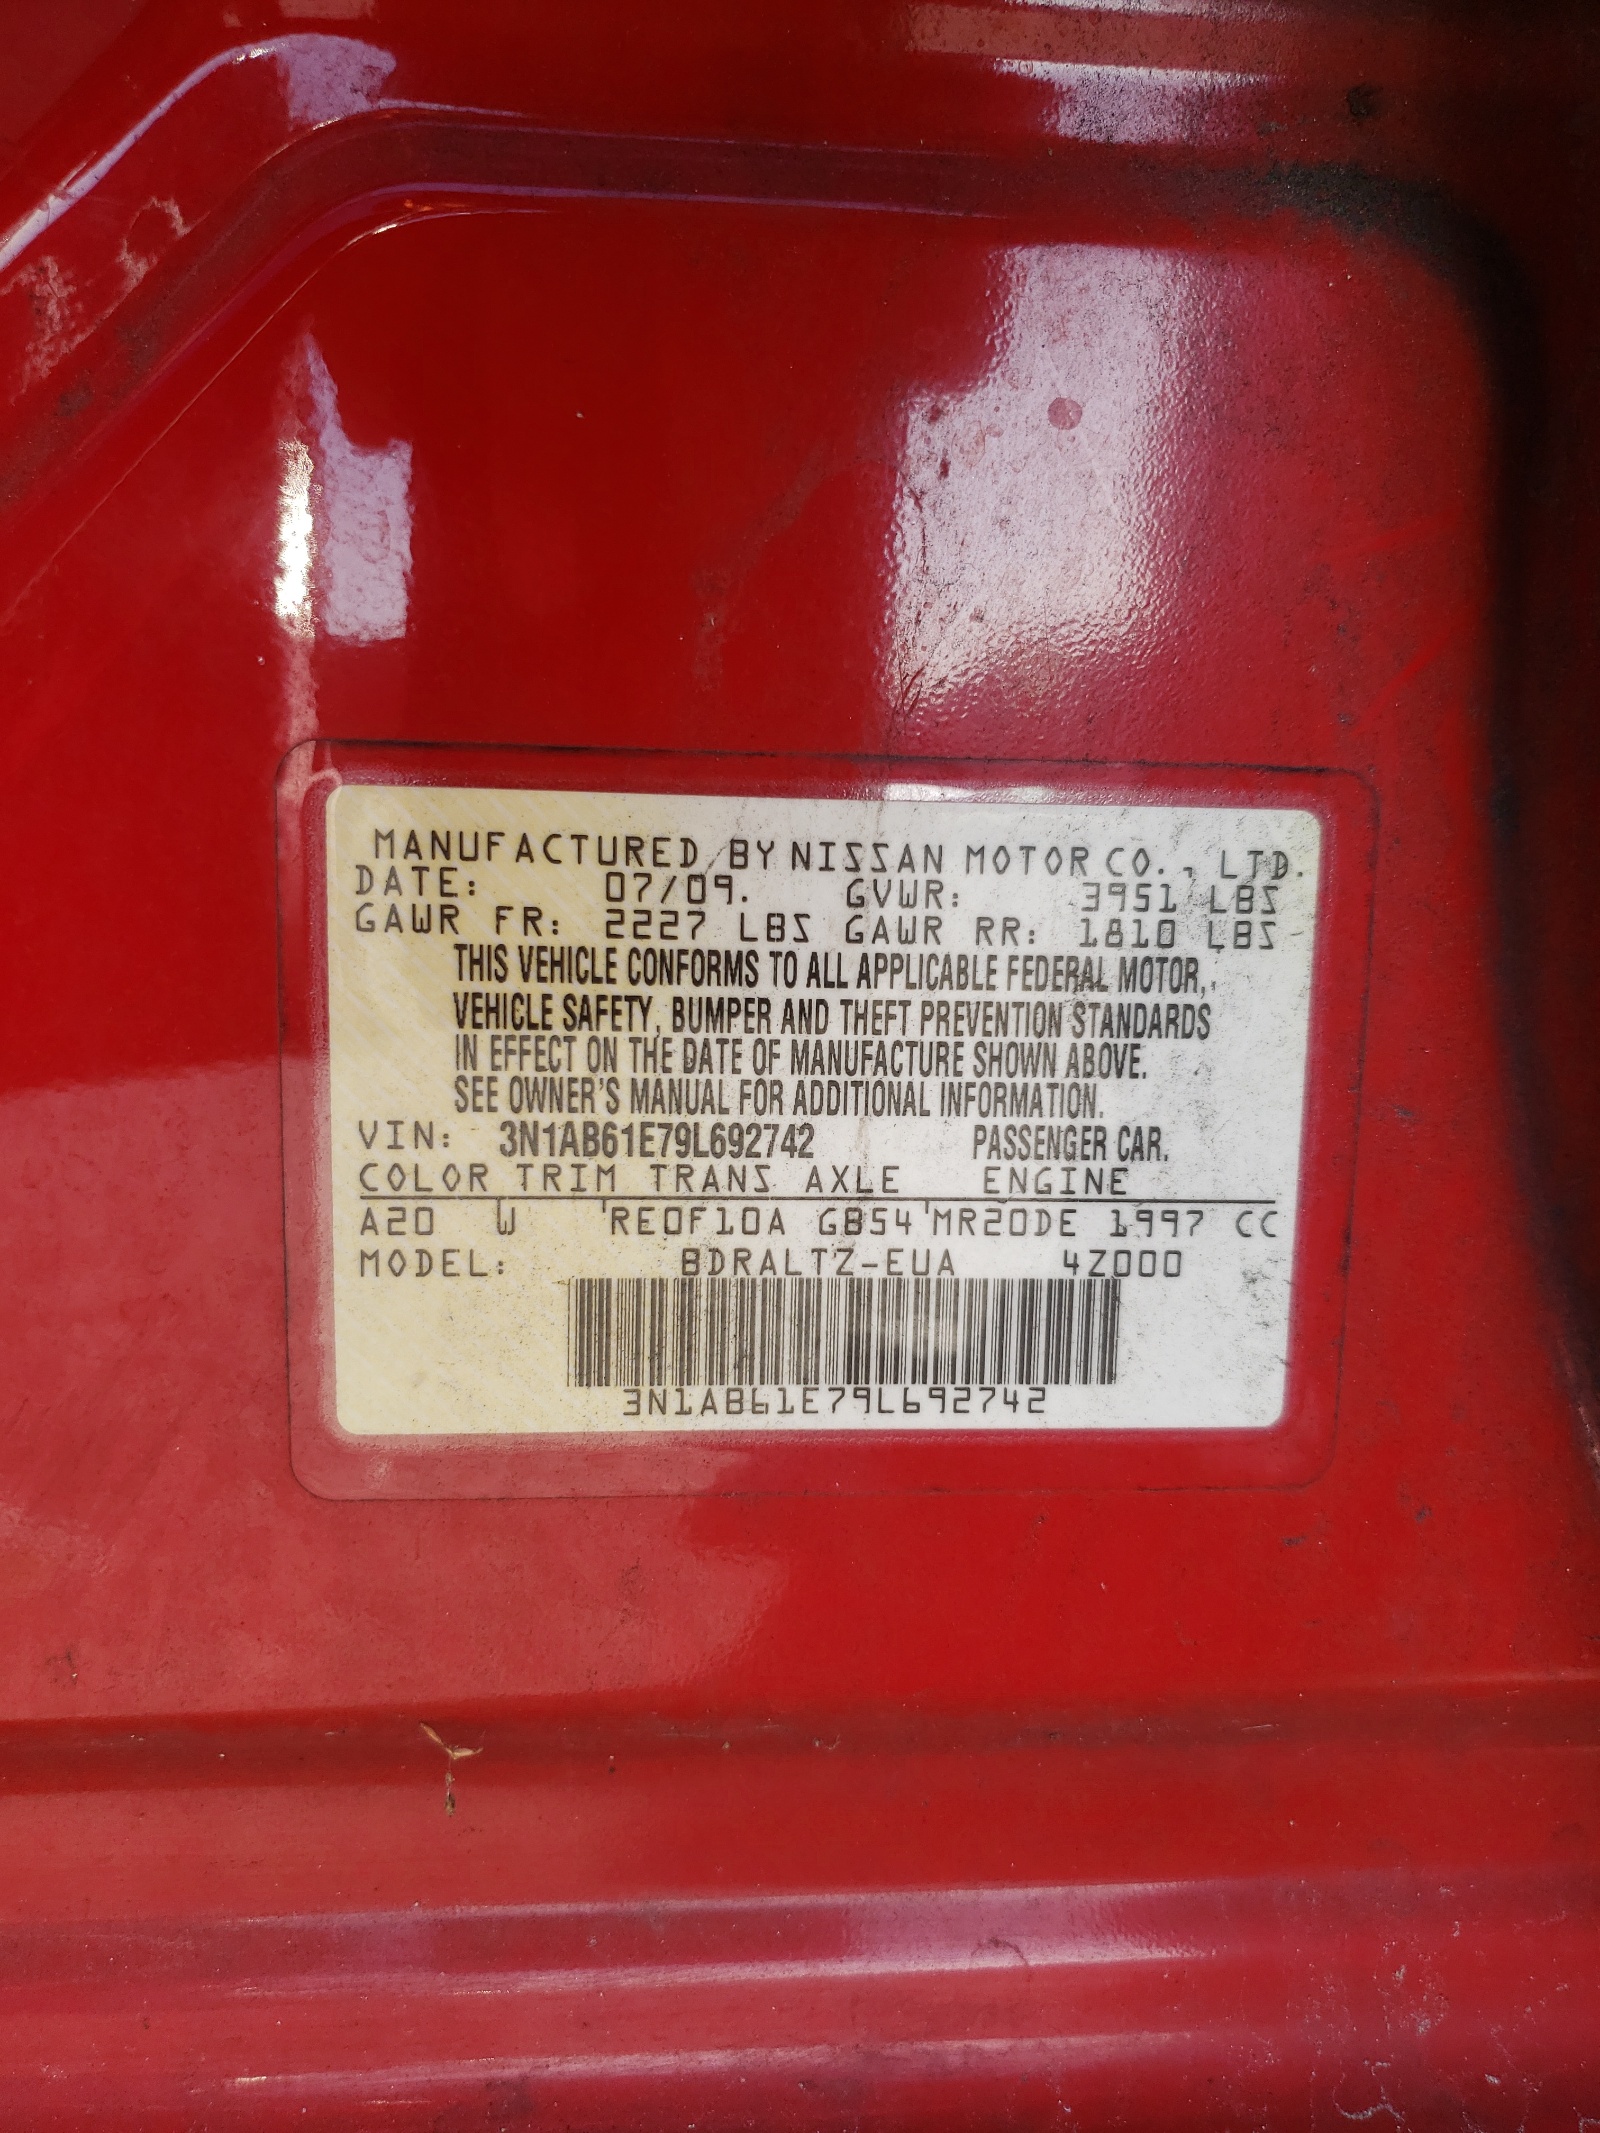 MANUFACTURED BY NISSAN MOTOR CO., LTD.
DATE: 07/09. GVWR: 3951 LBS
GAWR FR: 2227 LBS GAWR RR: 1810 LBS
THIS VEHICLE CONFORMS TO ALL APPLICABLE FEDERAL MOTOR,
VEHICLE SAFETY, BUMPER AND THEFT PREVENTION STANDARDS
IN EFFECT ON THE DATE OF MANUFACTURE SHOWN ABOVE.
SEE OWNER'S MANUAL FOR ADDITIONAL INFORMATION.
VIN: 3N1AB61E79L692742 PASSENGER CAR.
COLOR TRIM TRANS AXLE ENGINE
A20 W RE0F10A GB54 MR20DE 1997 CC
MODEL: BDRALTZ-EUA 4Z000
3N1AB61E79L692742